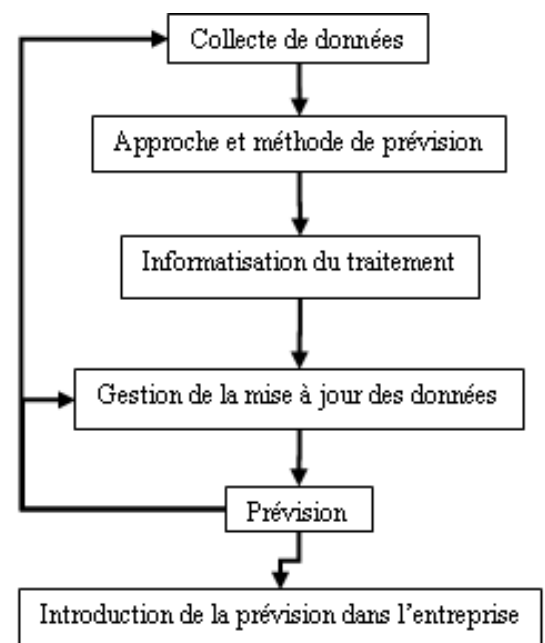 Collecte de données
Approche et méthode de prévision
Informatisation du traitement
Gestion de la mise à jour des données
Prévision
Introduction de la prévision dans l’entreprise